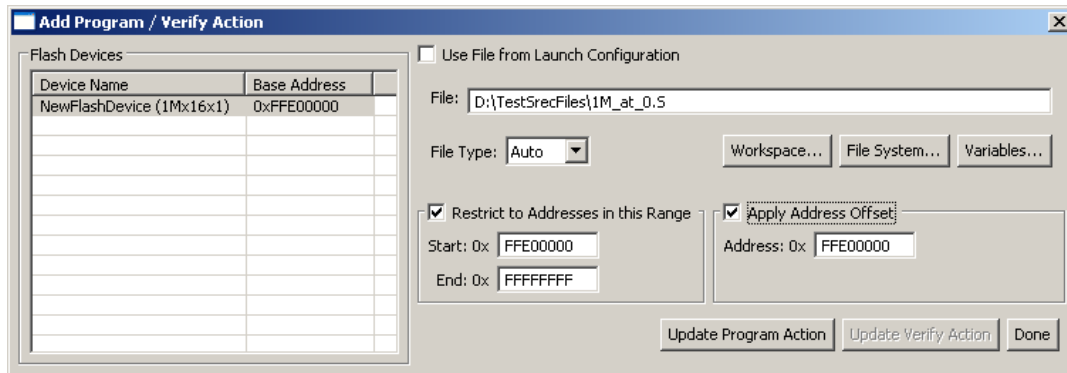 Add Program / Verify Action
Flash Devices
Device Name Base Address
NewFlashDevice (1Mx16x1) 0xFFE00000
Use File from Launch Configuration
File: D:\TestSrecFiles\1M_at_0.S
File Type: Auto Workspace... File System... Variables...
Restrict to Addresses in this Range
Start: 0x FFE00000
End: 0x FFFFFFFF
Apply Address Offset
Address: 0x FFE00000
Update Program Action Update Verify Action Done